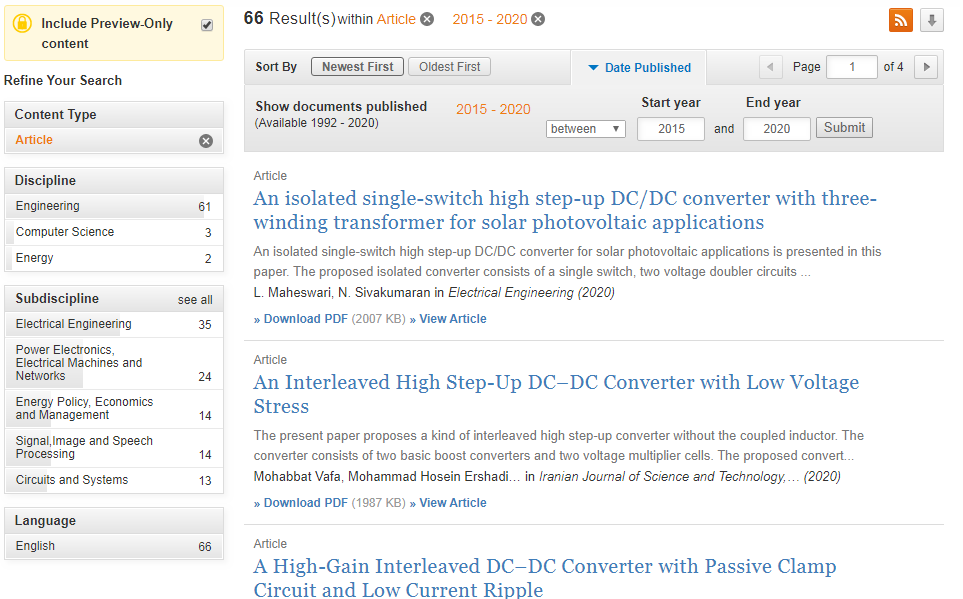 Include Preview-Only
content
Refine Your Search
Content Type
Article
Discipline
Engineering 61
Computer Science 3
Energy 2
Subdiscipline see all
Electrical Engineering 35
Power Electronics,
Electrical Machines and
Networks 24
Energy Policy, Economics
and Management 14
Signal,Image and Speech
Processing 14
Circuits and Systems 13
Language
English 66
66 Result(s) within Article 2015 - 2020
Sort By Newest First Oldest First Date Published Page 1 of 4
Show documents published 2015 - 2020 Start year End year
(Available 1992 - 2020) between 2015 and 2020 Submit
Article
An isolated single-switch high step-up DC/DC converter with three-
winding transformer for solar photovoltaic applications
An isolated single-switch high step-up DC/DC converter for solar photovoltaic applications is presented in this
paper. The proposed isolated converter consists of a single switch, two voltage doubler circuits ...
L. Maheswari, N. Sivakumaran in Electrical Engineering (2020)
» Download PDF (2007 KB) » View Article
Article
An Interleaved High Step-Up DC–DC Converter with Low Voltage
Stress
The present paper proposes a kind of interleaved high step-up converter without the coupled inductor. The
converter consists of two basic boost converters and two voltage multiplier cells. The proposed convert...
Mohabbat Vafa, Mohammad Hosein Ershadi... in Iranian Journal of Science and Technology,... (2020)
» Download PDF (1987 KB) » View Article
Article
A High-Gain Interleaved DC–DC Converter with Passive Clamp
Circuit and Low Current Ripple